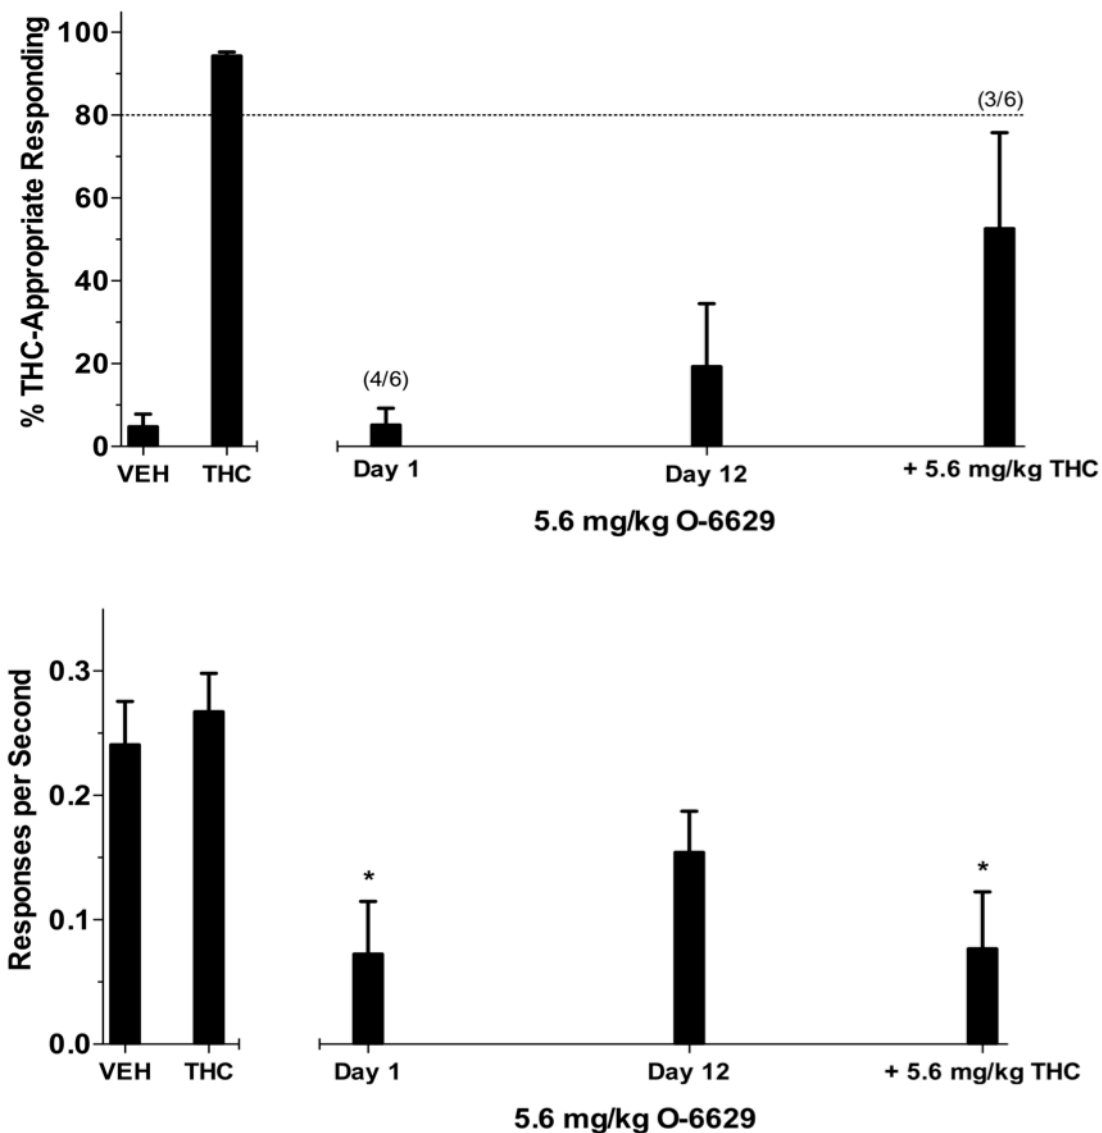 % THC-Appropriate Responding
100
80
60
40
20
0
(4/6)
(3/6)
VEH THC Day 1 Day 12 + 5.6 mg/kg THC
5.6 mg/kg O-6629
Responses per Second
0.3
0.2
0.1
0.0
* *
VEH THC Day 1 Day 12 + 5.6 mg/kg THC
5.6 mg/kg O-6629